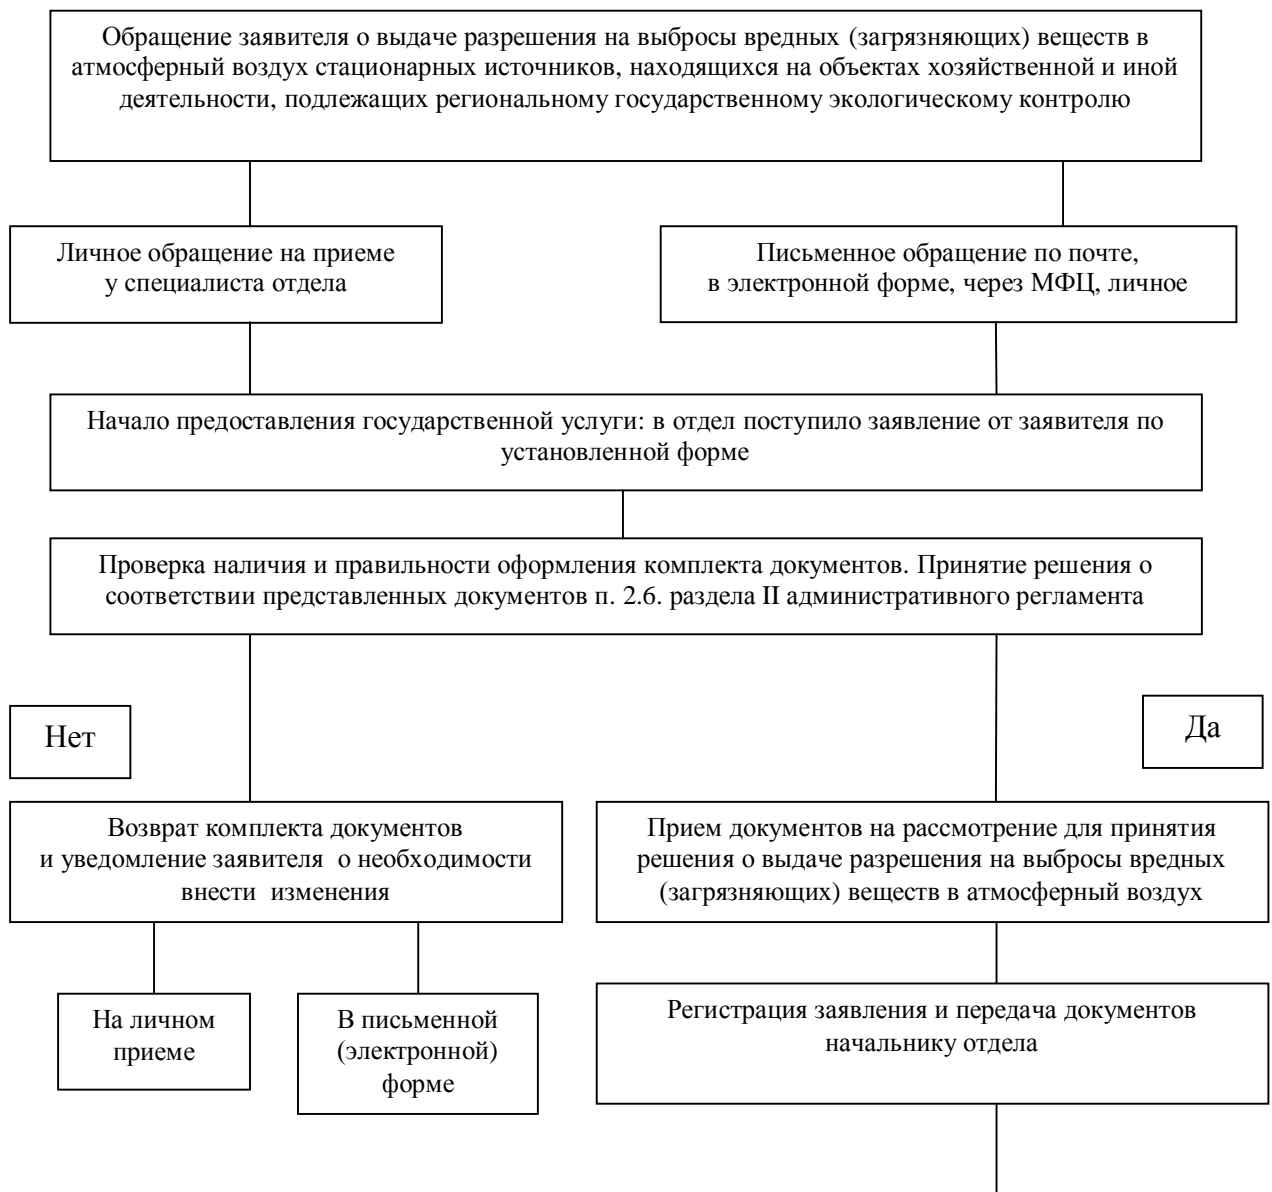 Обращение заявителя о выдаче разрешения на выбросы вредных (загрязняющих) веществ в
атмосферный воздух стационарных источников, находящихся на объектах хозяйственной и иной
деятельности, подлежащих региональному государственному экологическому контролю
Личное обращение на приеме
у специалиста отдела
Письменное обращение по почте,
в электронной форме, через МФЦ, личное
Начало предоставления государственной услуги: в отдел поступило заявление от заявителя по
установленной форме
Проверка наличия и правильности оформления комплекта документов. Принятие решения о
соответствии представленных документов п. 2.6. раздела II административного регламента
Нет
Да
Возврат комплекта документов
и уведомление заявителя о необходимости
внести изменения
Прием документов на рассмотрение для принятия
решения о выдаче разрешения на выбросы вредных
(загрязняющих) веществ в атмосферный воздух
На личном
приеме
В письменной
(электронной)
форме
Регистрация заявления и передача документов
начальнику отдела